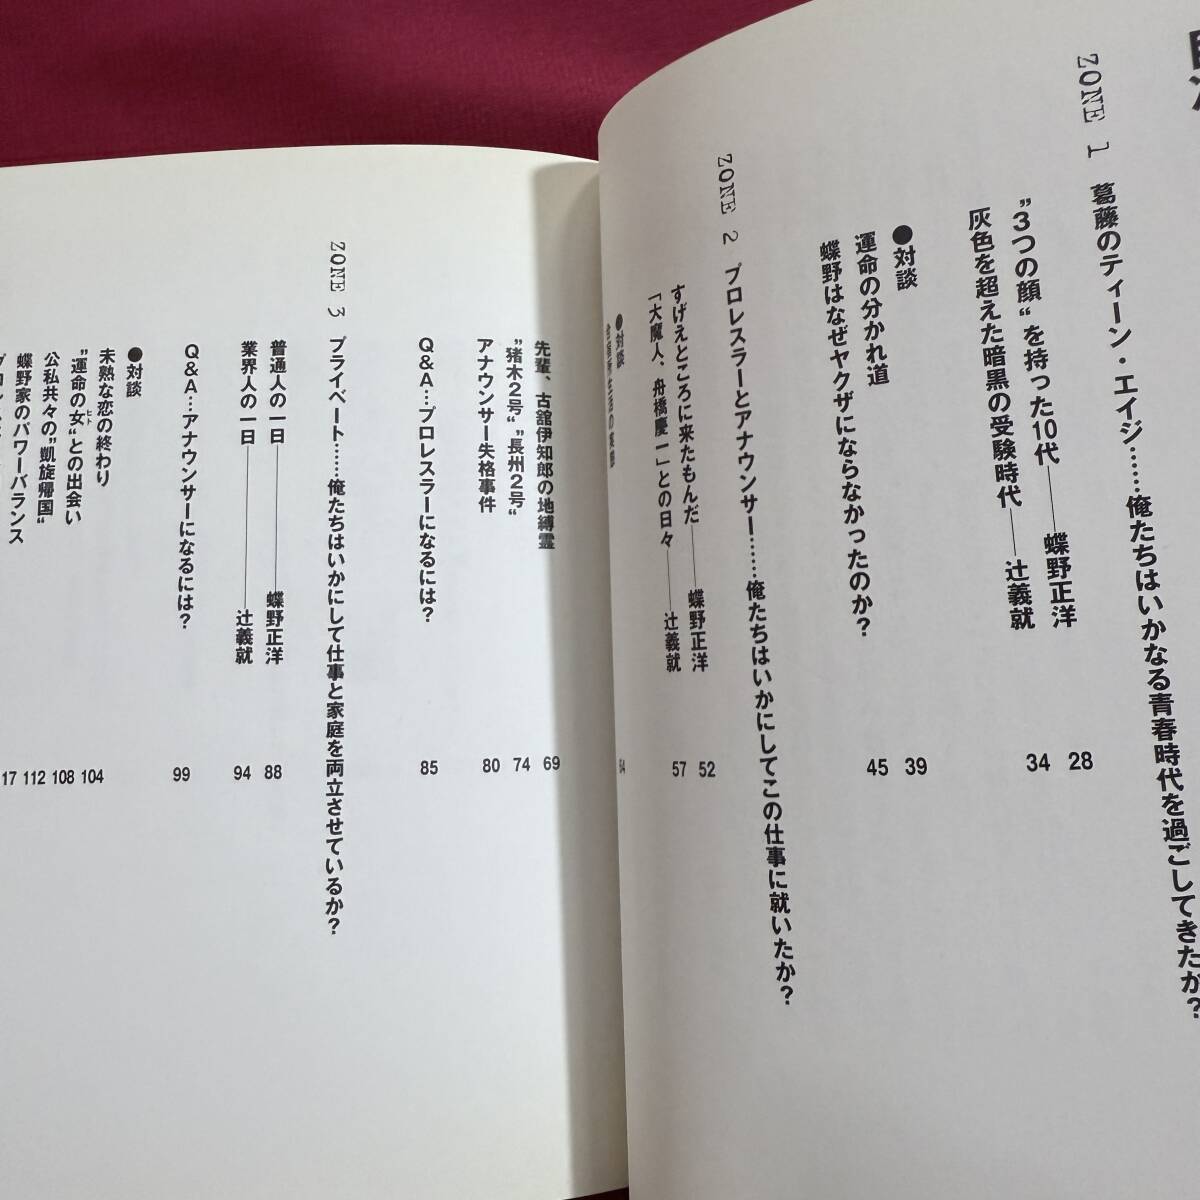 ZONE 1 葛藤のティーン・エイジ……俺たちはいかなる青春時代を過ごしてきたか?
”3つの顔“を持った10代――蝶野正洋 28
灰色を超えた暗黒の受験時代――辻義就 34
●対談
運命の分かれ道 39
蝶野はなぜヤクザにならなかったのか? 45
ZONE 2 プロレスラーとアナウンサー……俺たちはいかにしてこの仕事に就いたか?
すげえところに来たもんだ――蝶野正洋 52
「大魔人、舟橋慶一」との日々――辻義就 57
●対談
64
先輩、古舘伊知郎の地縛霊 69
”猪木2号“”長州2号“ 74
アナウンサー失格事件 80
Q&A…プロレスラーになるには? 85
ZONE 3 プライベート……俺たちはいかにして仕事と家庭を両立させているか?
普通人の一日――蝶野正洋 88
業界人の一日――辻義就 94
Q&A…アナウンサーになるには? 99
●対談
未熟な恋の終わり 104
”運命の女ヒト“との出会い 108
公私共々の”凱旋帰国“ 112
蝶野家のパワーバランス 17